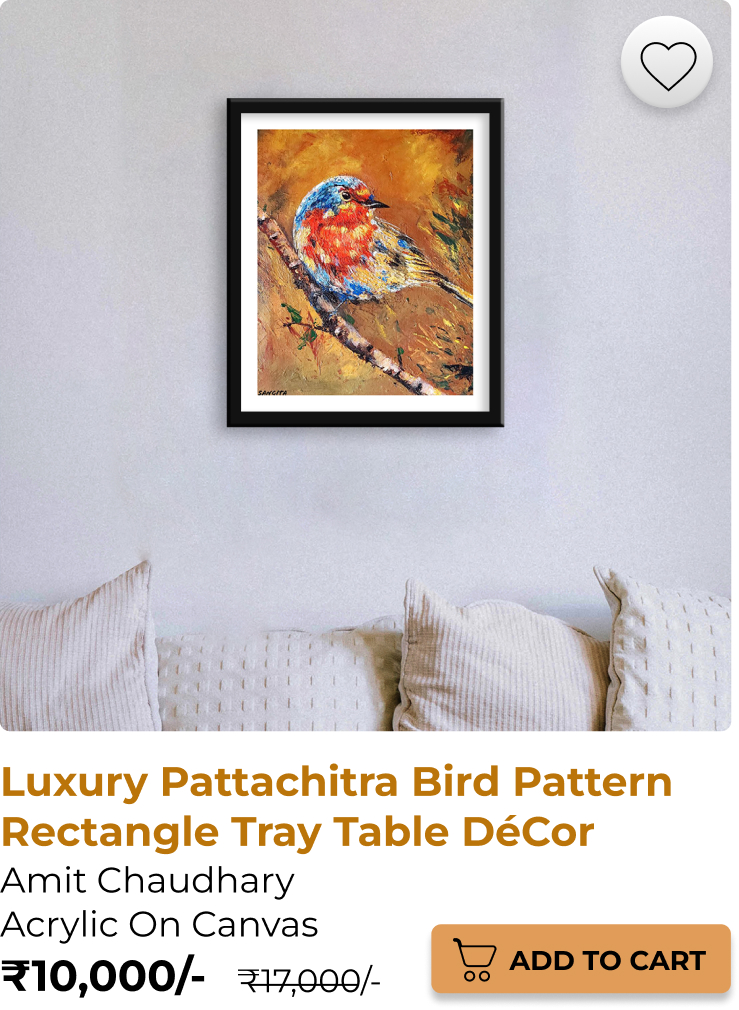 SANGITA
Luxury Pattachitra Bird Pattern
Rectangle Tray Table DéCor
Amit Chaudhary
Acrylic On Canvas
₹10,000/- ₹17,000/-
ADD TO CART